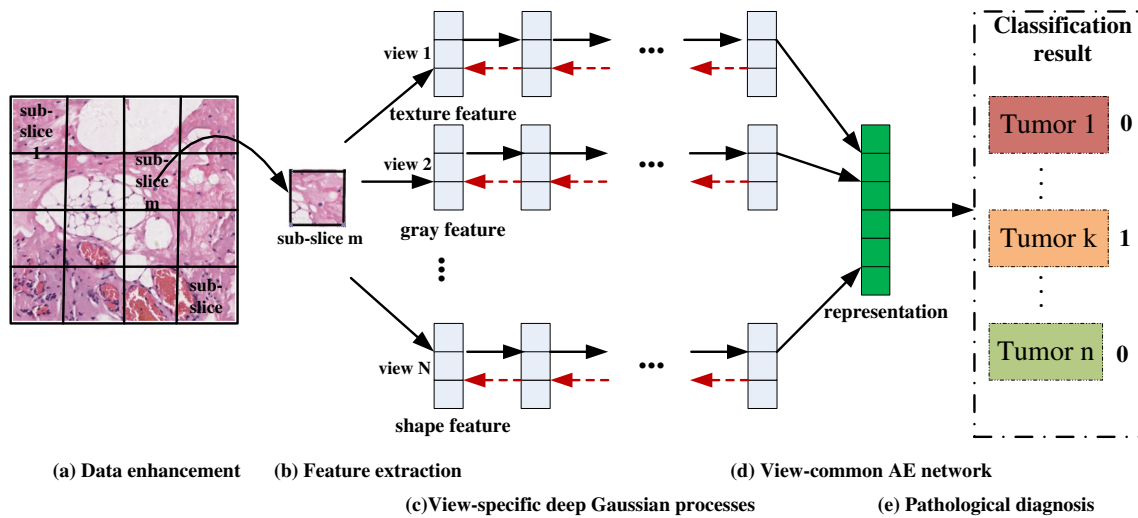 sub-
slice
1
sub-
slice
m
sub-
slice
sub-slice m
view 1
texture feature
view 2
gray feature
view N
shape feature
representation
Classification
result
Tumor 1 0
Tumor k 1
Tumor n 0
(a) Data enhancement
(b) Feature extraction
(c)View-specific deep Gaussian processes
(d) View-common AE network
(e) Pathological diagnosis